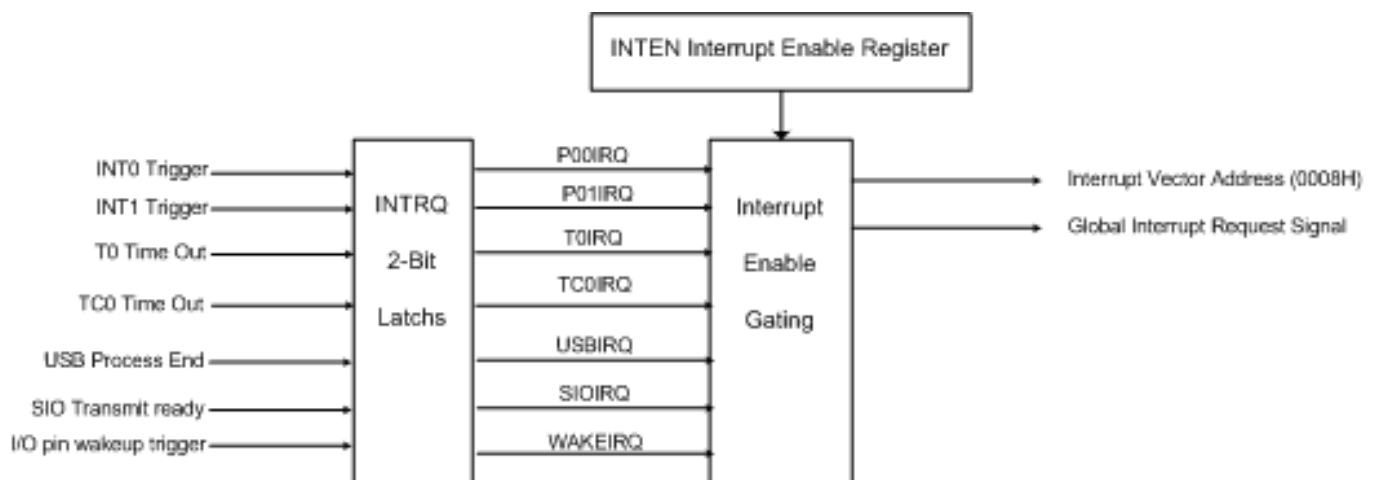 INTEN Interrupt Enable Register
INT0 Trigger
INT1 Trigger
T0 Time Out
TC0 Time Out
USB Process End
SIO Transmit ready
I/O pin wakeup trigger
INTRQ
2-Bit
Latchs
P00IRQ
P01IRQ
T0IRQ
TC0IRQ
USBIRQ
SIOIRQ
WAKEIRQ
Interrupt
Enable
Gating
Interrupt Vector Address (0008H)
Global Interrupt Request Signal